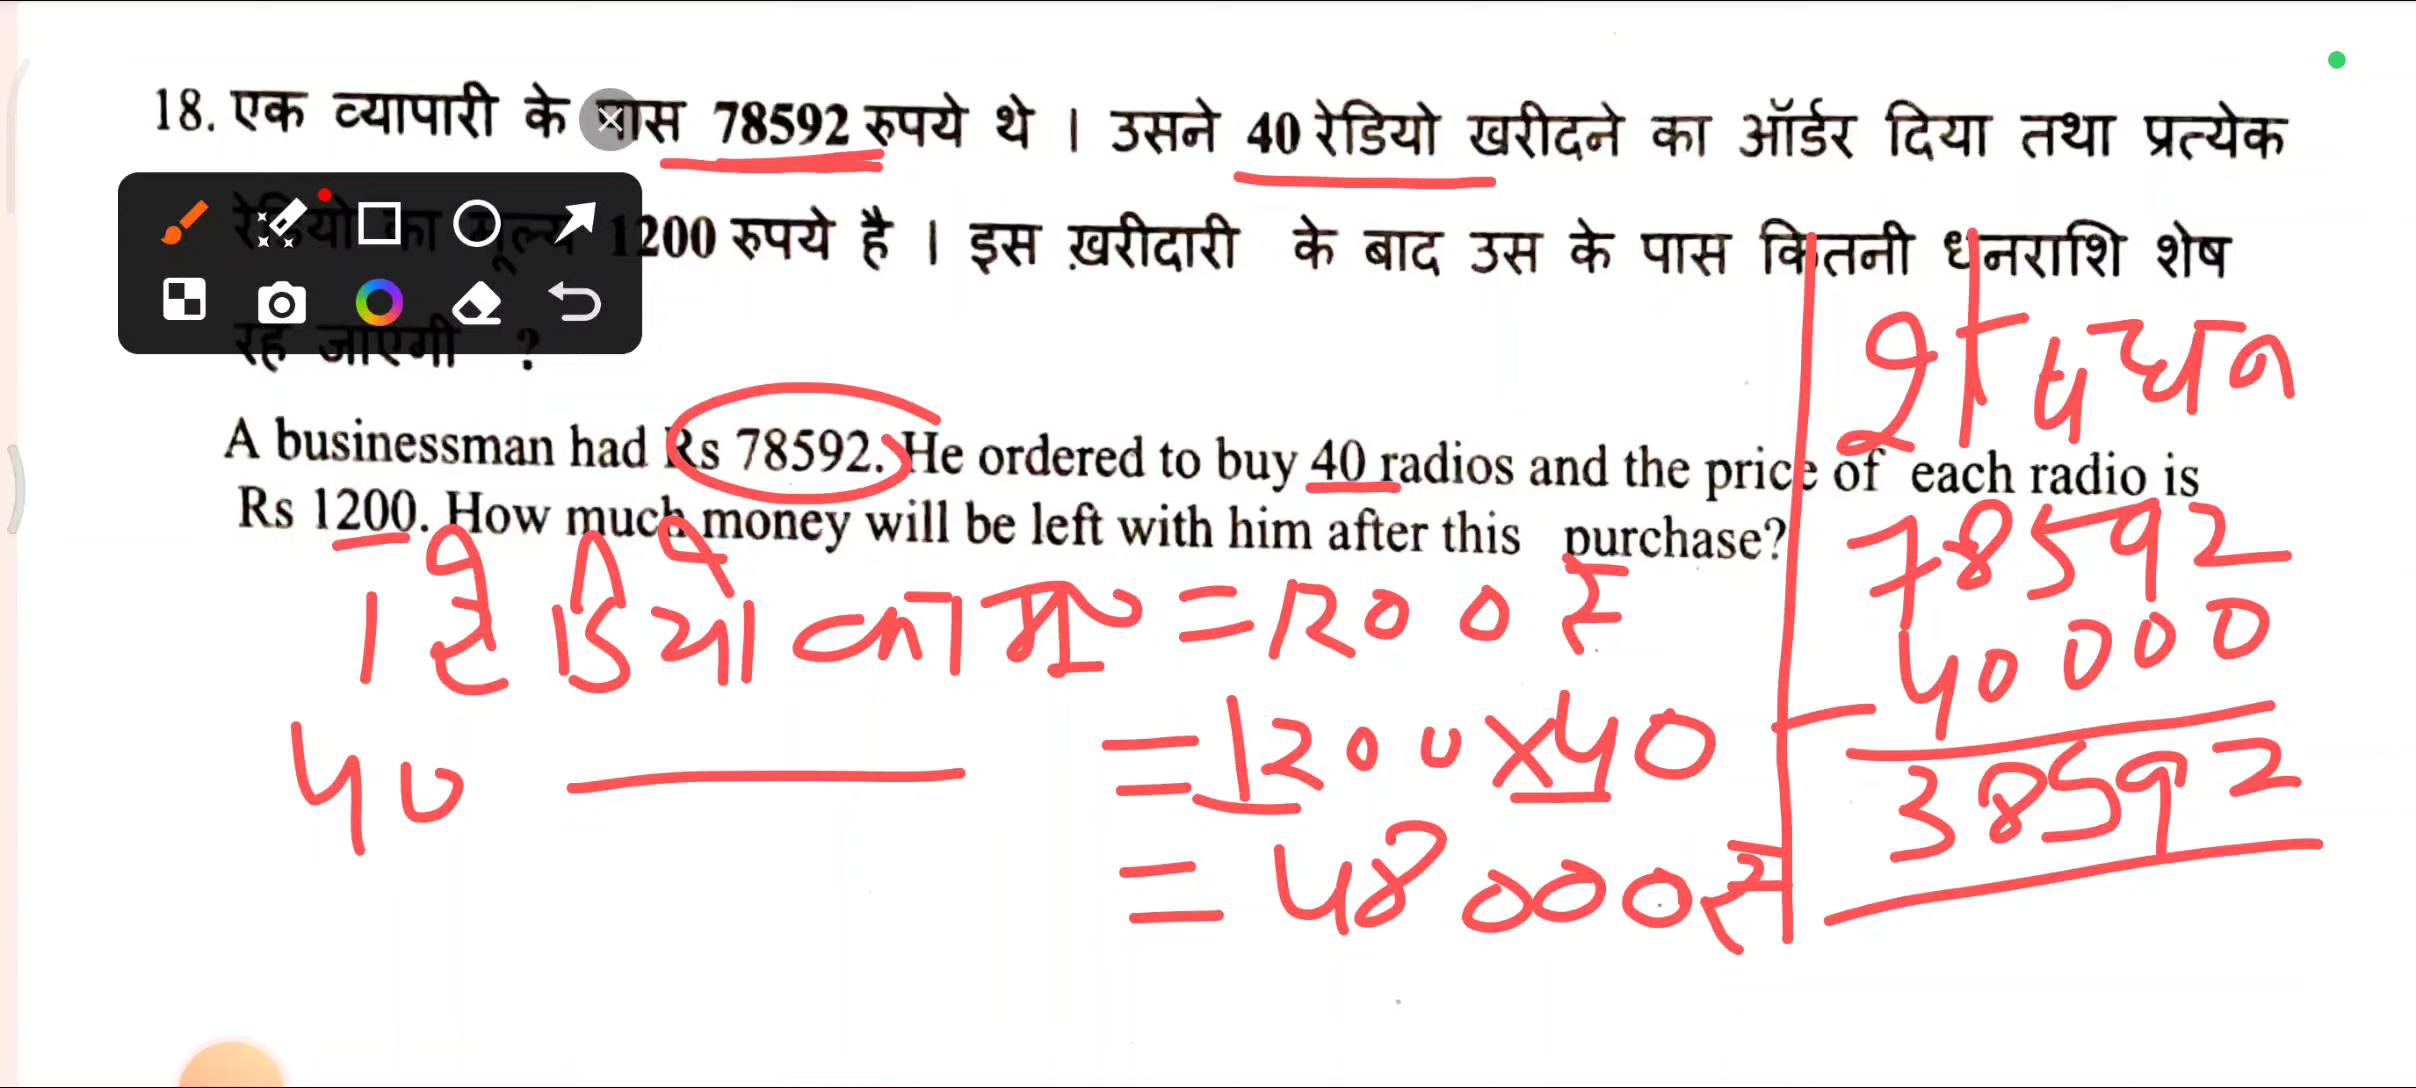 18. एक व्यापारी के पास 78592 रुपये थे । उसने 40 रेडियो खरीदने का ऑर्डर दिया तथा प्रत्येक
रेडियो का मूल्य 1200 रुपये है । इस ख़रीदारी के बाद उस के पास कितनी धनराशि शेष
रह जाएगी ?
A businessman had Rs 78592. He ordered to buy 40 radios and the price of each radio is
Rs 1200. How much money will be left with him after this purchase?
1 रेडियो का मू० = 1200 रु
40 = 1200 x 40
= 48000 रु
शेष धन
78592
- 40000
38592